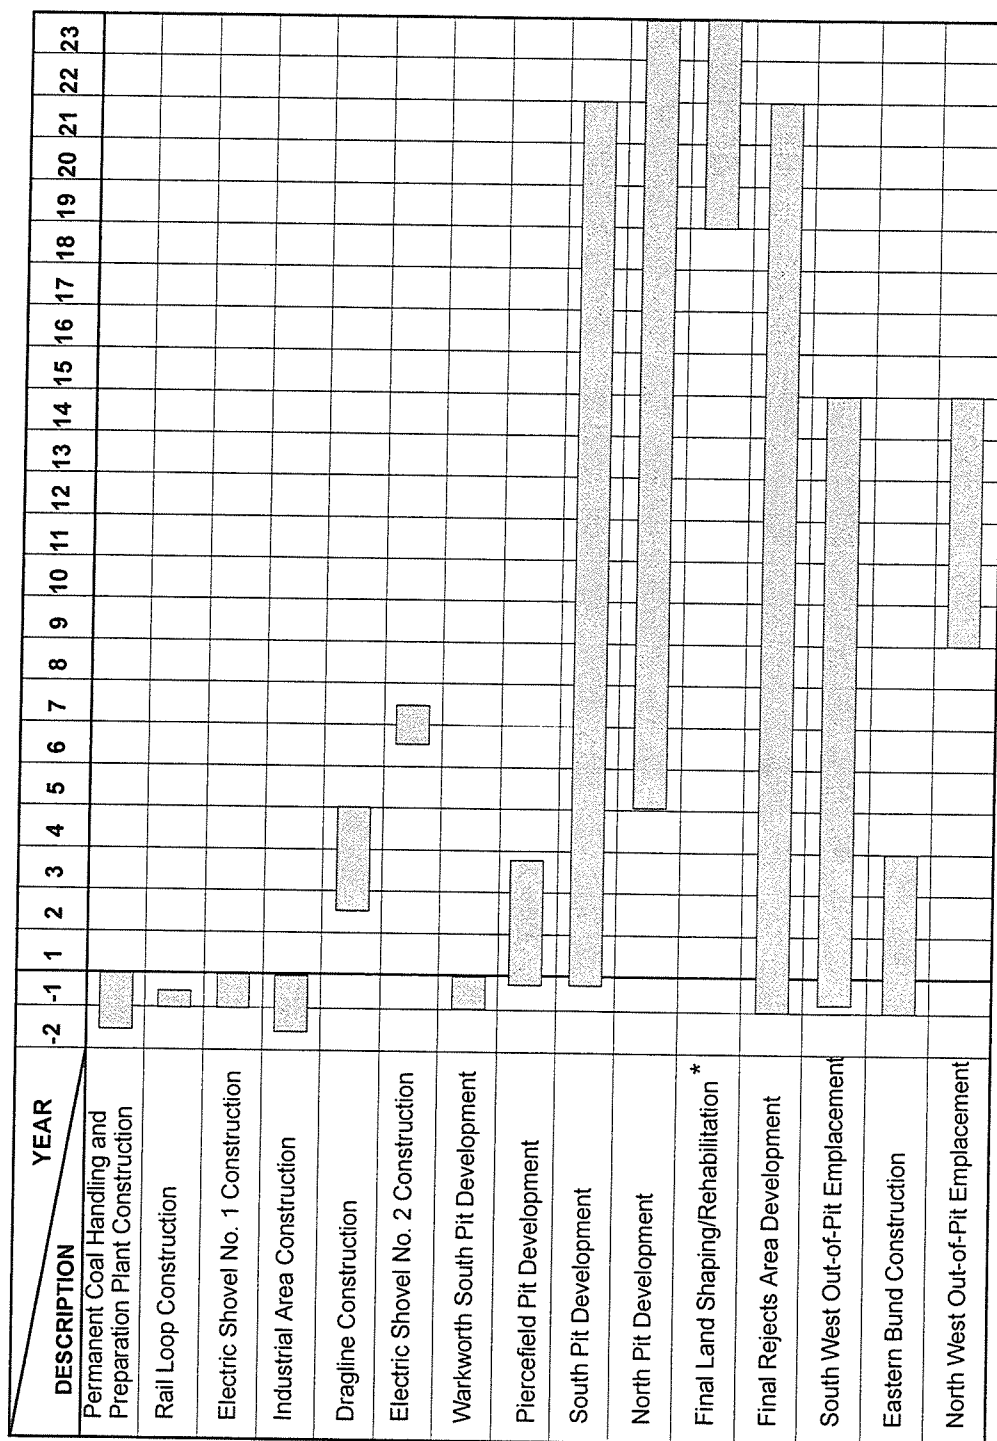 YEAR
DESCRIPTION
-2 -1 1 2 3 4 5 6 7 8 9 10 11 12 13 14 15 16 17 18 19 20 21 22 23
Permanent Coal Handling and
Preparation Plant Construction
Rail Loop Construction
Electric Shovel No. 1 Construction
Industrial Area Construction
Dragline Construction
Electric Shovel No. 2 Construction
Warkworth South Pit Development
Piercefield Pit Development
South Pit Development
North Pit Development
Final Land Shaping/Rehabilitation *
Final Rejects Area Development
South West Out-of-Pit Emplacement
Eastern Bund Construction
North West Out-of-Pit Emplacement